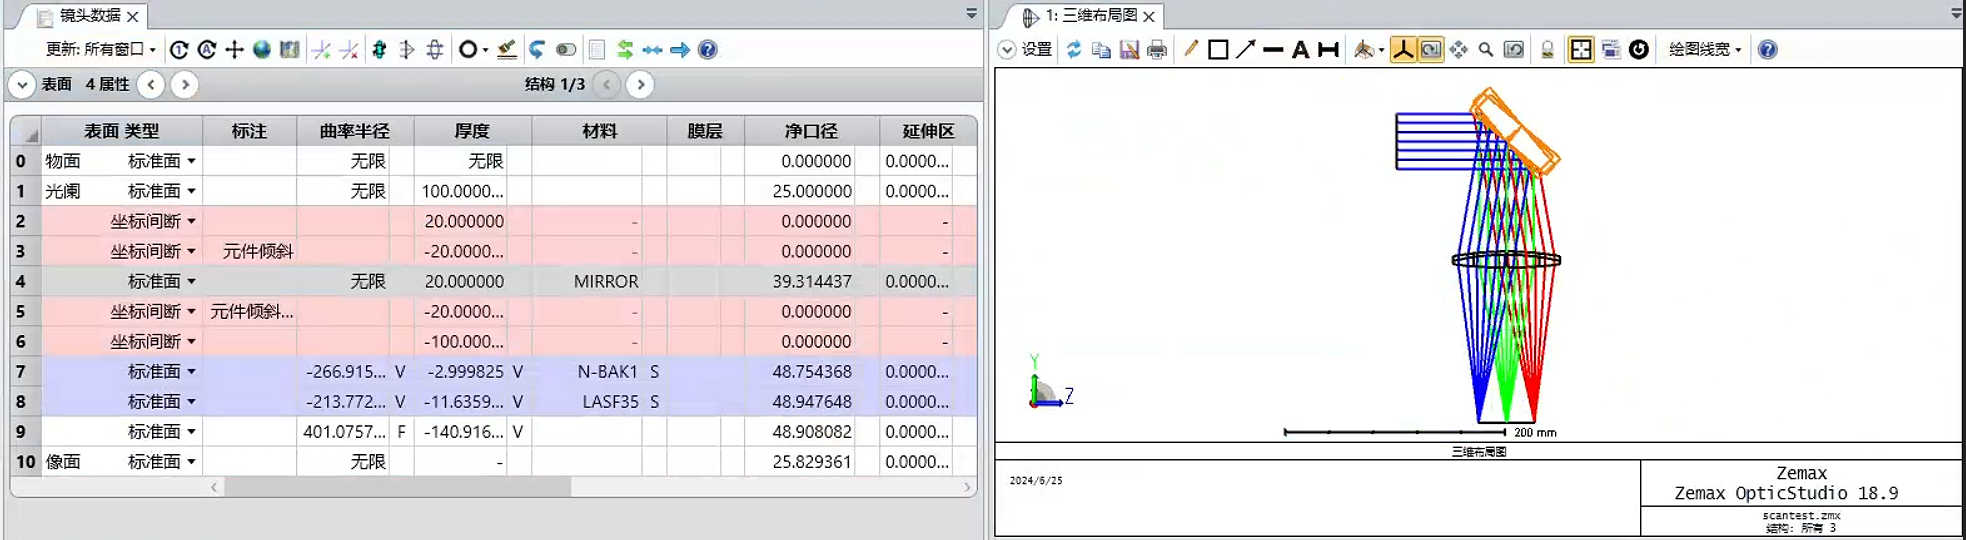 镜头数据
更新: 所有窗口
表面 4 属性
结构 1/3
表面 类型 标注 曲率半径 厚度 材料 膜层 净口径 延伸区
0 物面 标准面 无限 无限 0.000000 0.0000...
1 光阑 标准面 无限 100.0000... 25.000000 0.0000...
2 坐标间断 20.000000 - 0.000000 -
3 坐标间断 元件倾斜 -20.0000... - 0.000000 -
4 标准面 无限 20.000000 MIRROR 39.314437 0.0000...
5 坐标间断 元件倾斜... -20.0000... - 0.000000 -
6 坐标间断 -100.000... - 0.000000 -
7 标准面 -266.915... V -2.999825 V N-BAK1 S 48.754368 0.0000...
8 标准面 -213.772... V -11.6359... V LASF35 S 48.947648 0.0000...
9 标准面 401.0757... F -140.916... V 48.908082 0.0000...
10 像面 标准面 无限 - 25.829361 0.0000...
1: 三维布局图
设置
绘图线宽
Y
Z
200 mm
三维布局图
2024/6/25
Zemax
Zemax OpticStudio 18.9
scantest.zmx
结构: 所有 3